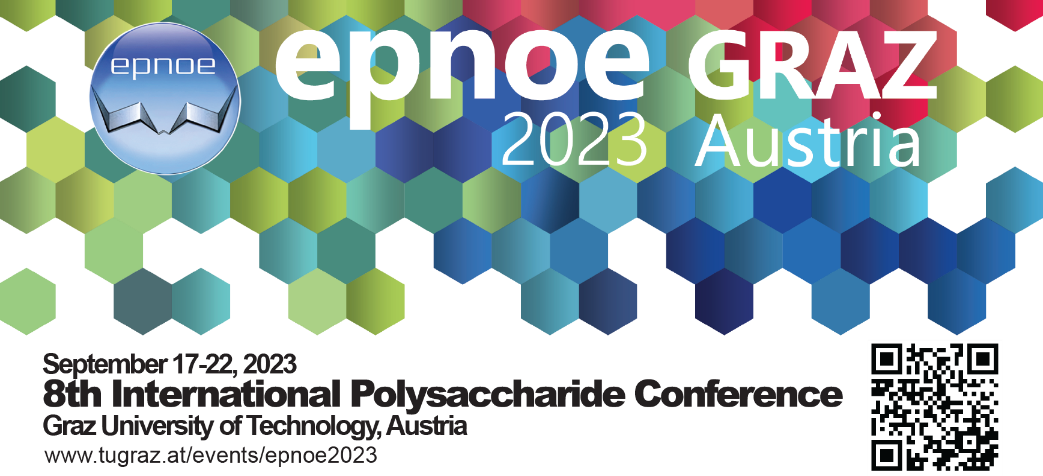 epnoe
epnoe GRAZ
2023 Austria
September 17-22, 2023
8th International Polysaccharide Conference
Graz University of Technology, Austria
www.tugraz.at/events/epnoe2023